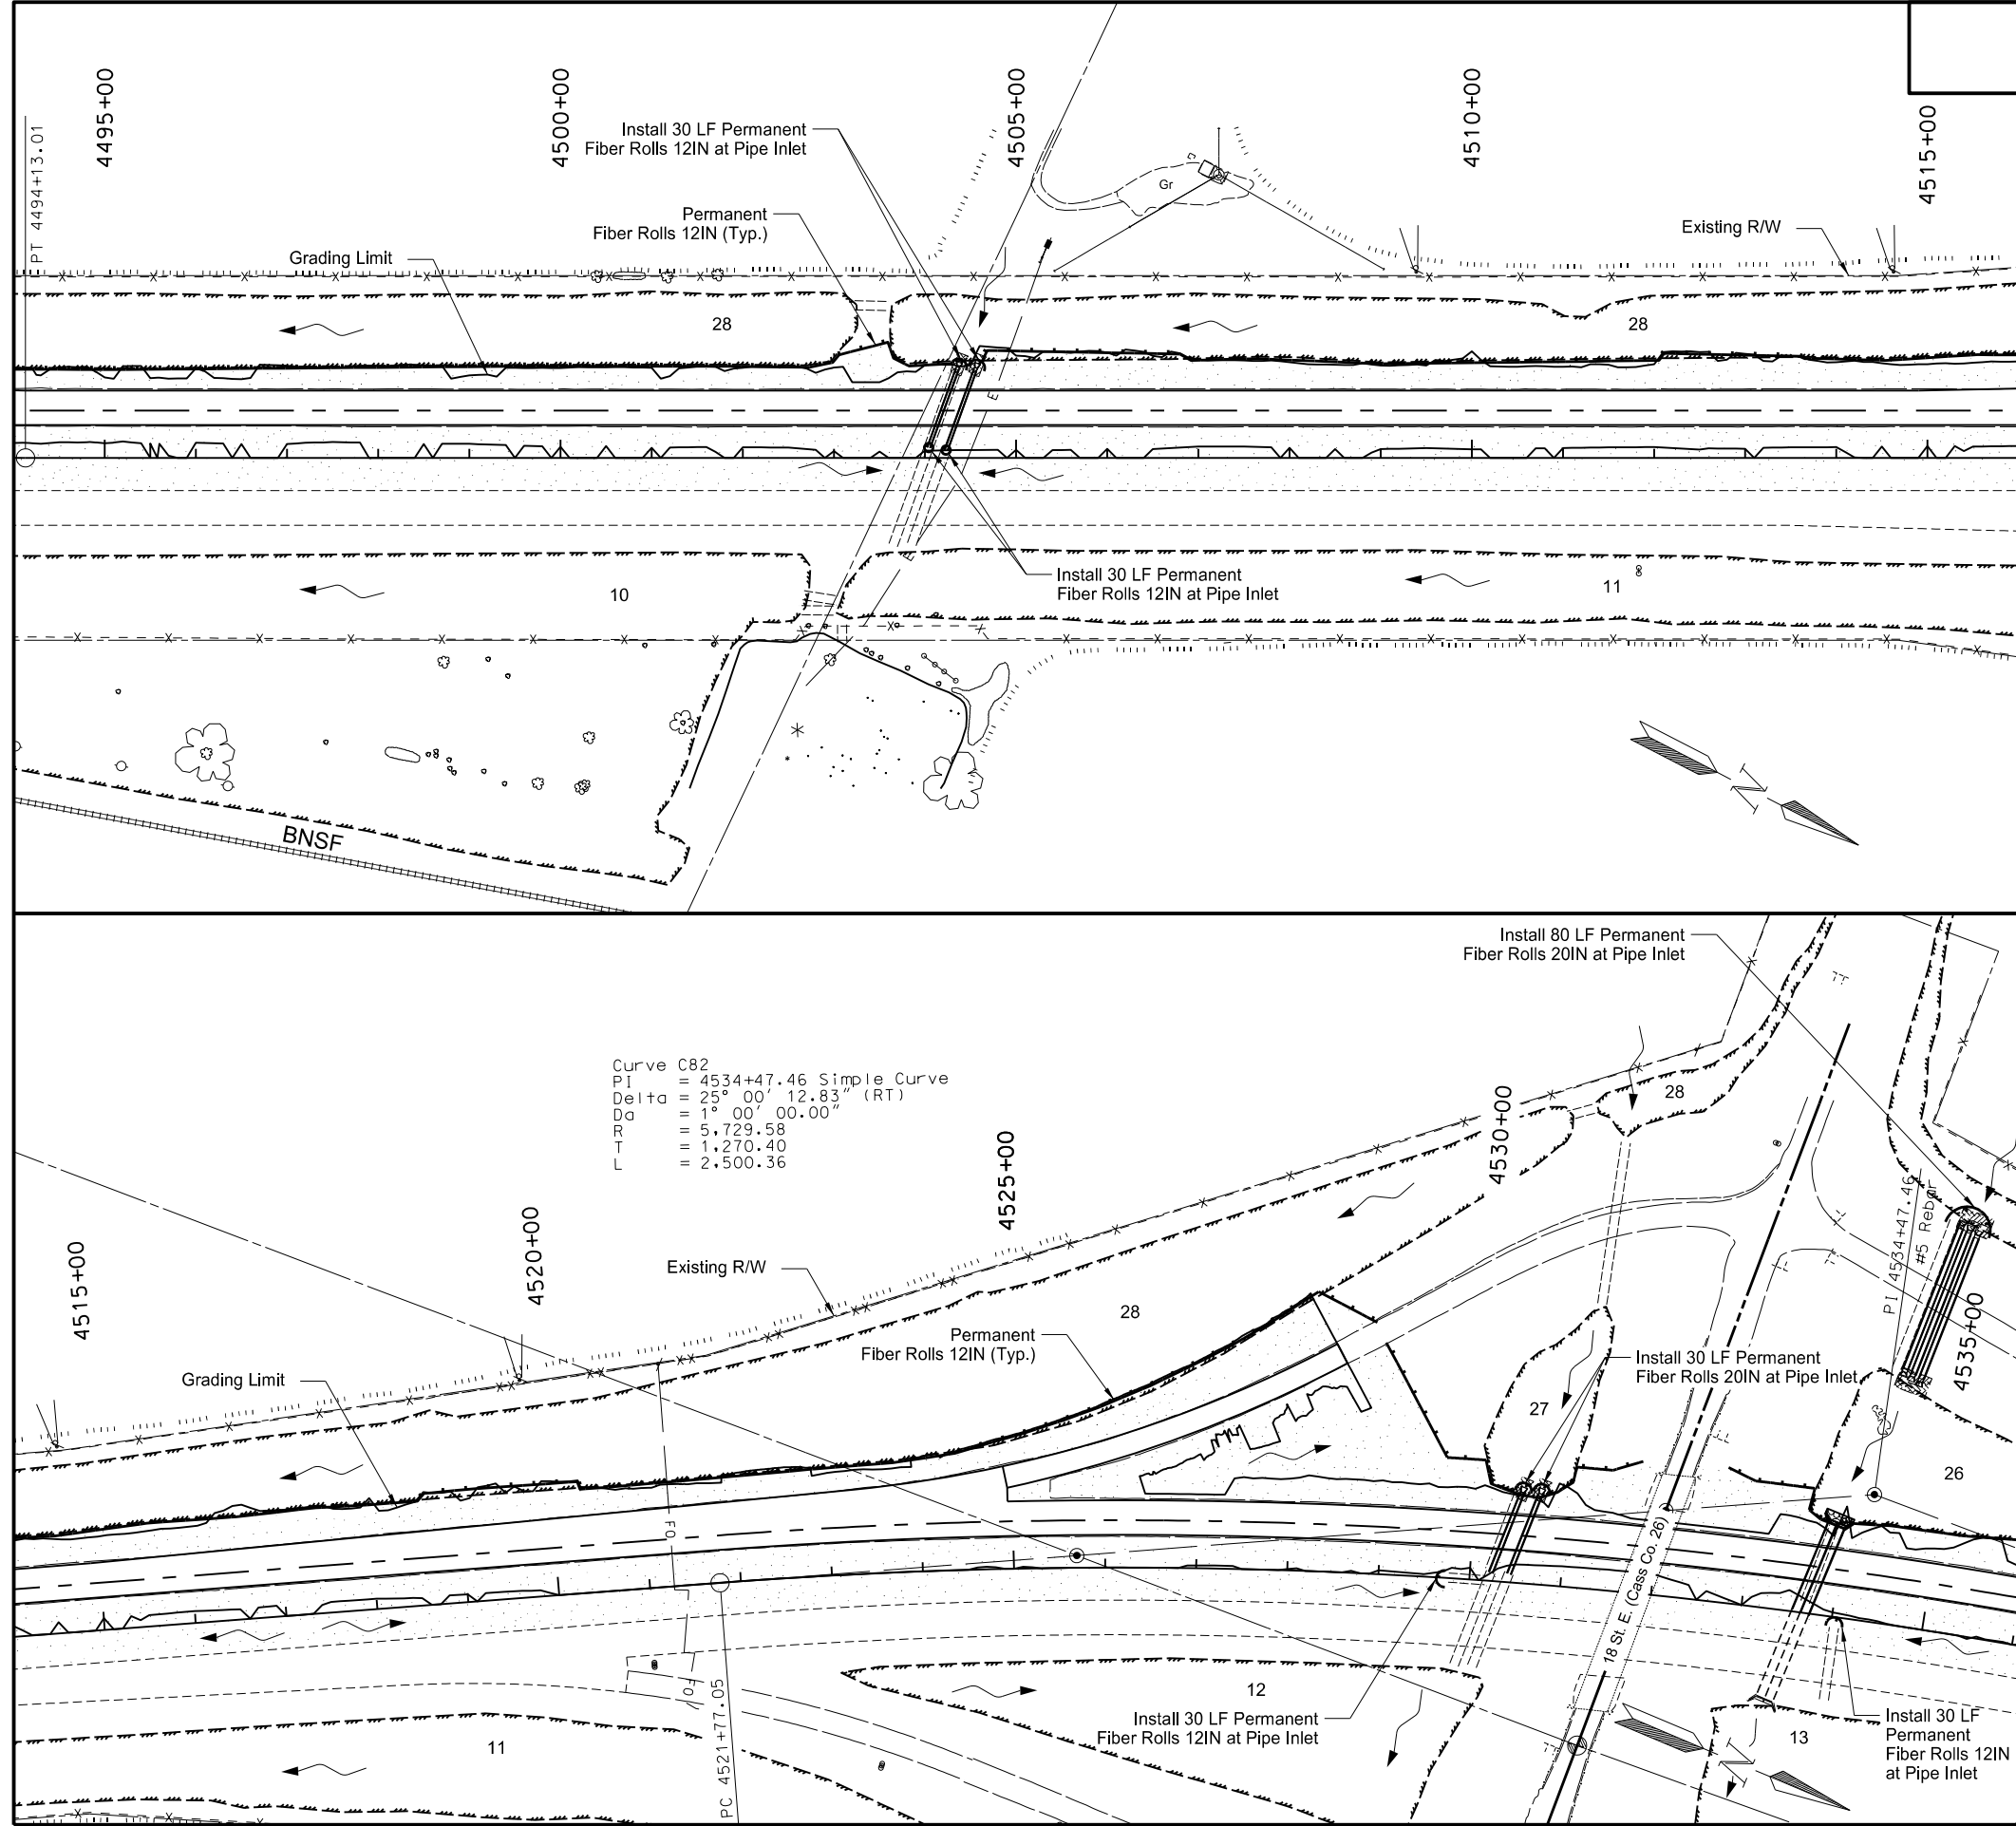 4495+00
4500+00
4505+00
4510+00
4515+00
PT 4494+13.01
Install 30 LF Permanent
Fiber Rolls 12IN at Pipe Inlet
Permanent
Fiber Rolls 12IN (Typ.)
Grading Limit
Gr
Existing R/W
28
28
E
E
Install 30 LF Permanent
Fiber Rolls 12IN at Pipe Inlet
10
11
N
BNSF
Install 80 LF Permanent
Fiber Rolls 20IN at Pipe Inlet
Curve C82
PI = 4534+47.46 Simple Curve
Delta = 25° 00' 12.83" (RT)
Da = 1° 00' 00.00"
R = 5,729.58
T = 1,270.40
L = 2,500.36
4515+00
4520+00
4525+00
4530+00
4535+00
28
PI 4534+47.46
#5 Rebar
Existing R/W
28
Permanent
Fiber Rolls 12IN (Typ.)
Grading Limit
Install 30 LF Permanent
Fiber Rolls 20IN at Pipe Inlet
27
26
FO
FO
18 St. E. (Cass Co. 26)
PC 4521+77.05
12
Install 30 LF Permanent
Fiber Rolls 12IN at Pipe Inlet
11
13
N
Install 30 LF
Permanent
Fiber Rolls 12IN
at Pipe Inlet